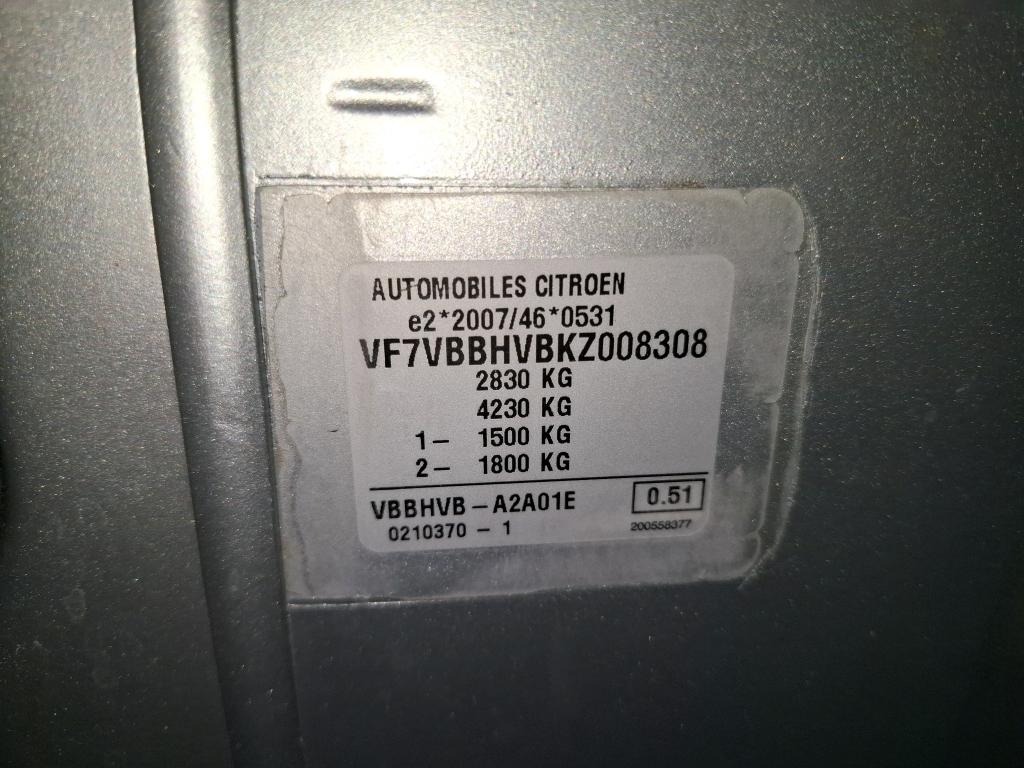 AUTOMOBILES CITROEN
e2*2007/46*0531
VF7VBBHVBKZ008308
2830 KG
4230 KG
1- 1500 KG
2- 1800 KG
VBBHVB-A2A01E 0.51
0210370-1 200558377